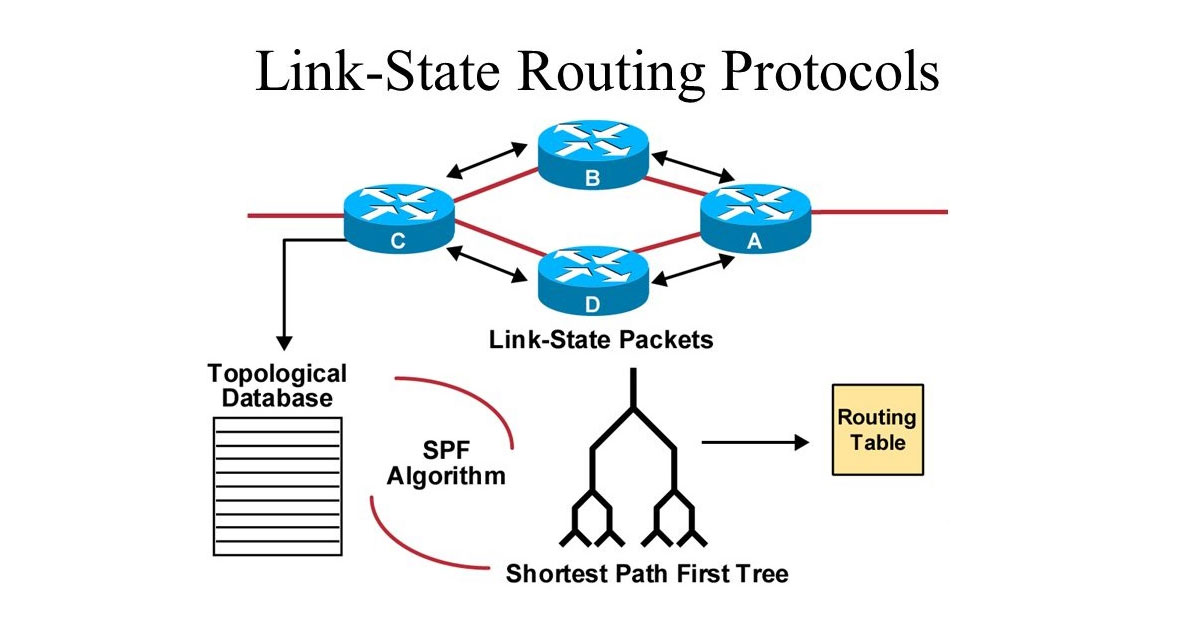 Link-State Routing Protocols
B
C
A
D
Link-State Packets
Topological
Database
SPF
Algorithm
Routing
Table
Shortest Path First Tree